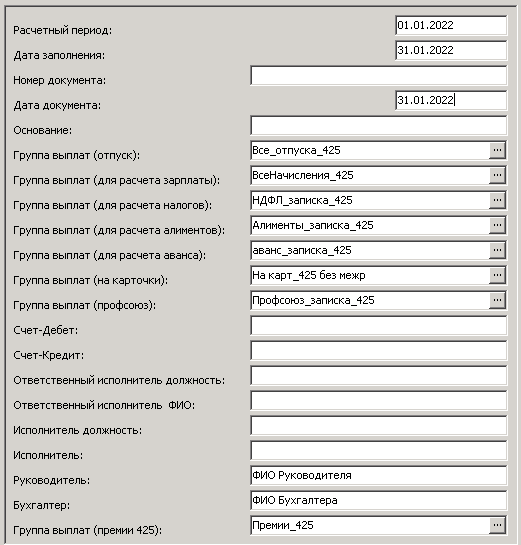 Расчетный период: 01.01.2022
Дата заполнения: 31.01.2022
Номер документа:
Дата документа: 31.01.2022
Основание:
Группа выплат (отпуск): Все_отпуска_425 ...
Группа выплат (для расчета зарплаты): ВсеНачисления_425 ...
Группа выплат (для расчета налогов): НДФЛ_записка_425 ...
Группа выплат (для расчета алиментов): Алименты_записка_425 ...
Группа выплат (для расчета аванса): аванс_записка_425 ...
Группа выплат (на карточки): На карт_425 без межр ...
Группа выплат (профсоюз): Профсоюз_записка_425 ...
Счет-Дебет:
Счет-Кредит:
Ответственный исполнитель должность:
Ответственный исполнитель ФИО:
Исполнитель должность:
Исполнитель:
Руководитель: ФИО Руководителя
Бухгалтер: ФИО Бухгалтера
Группа выплат (премии 425): Премии_425 ...